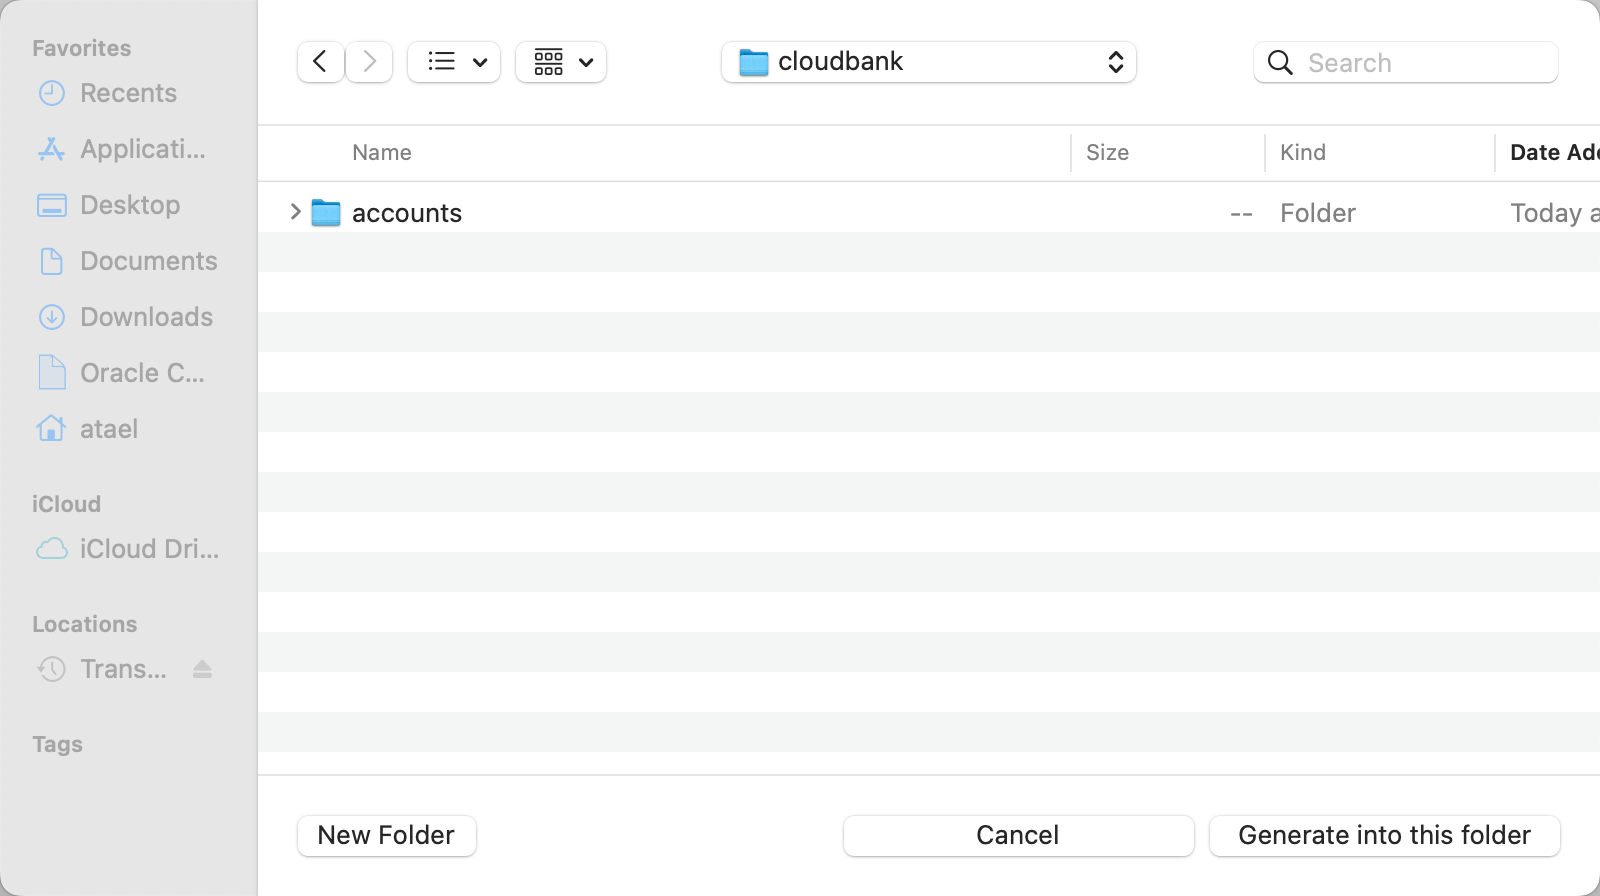 Favorites
Recents
Applicati...
Desktop
Documents
Downloads
Oracle C...
atael
iCloud
iCloud Dri...
Locations
Trans...
Tags
cloudbank
Search
Name Size Kind Date Add
accounts -- Folder Today a
New Folder Cancel Generate into this folder